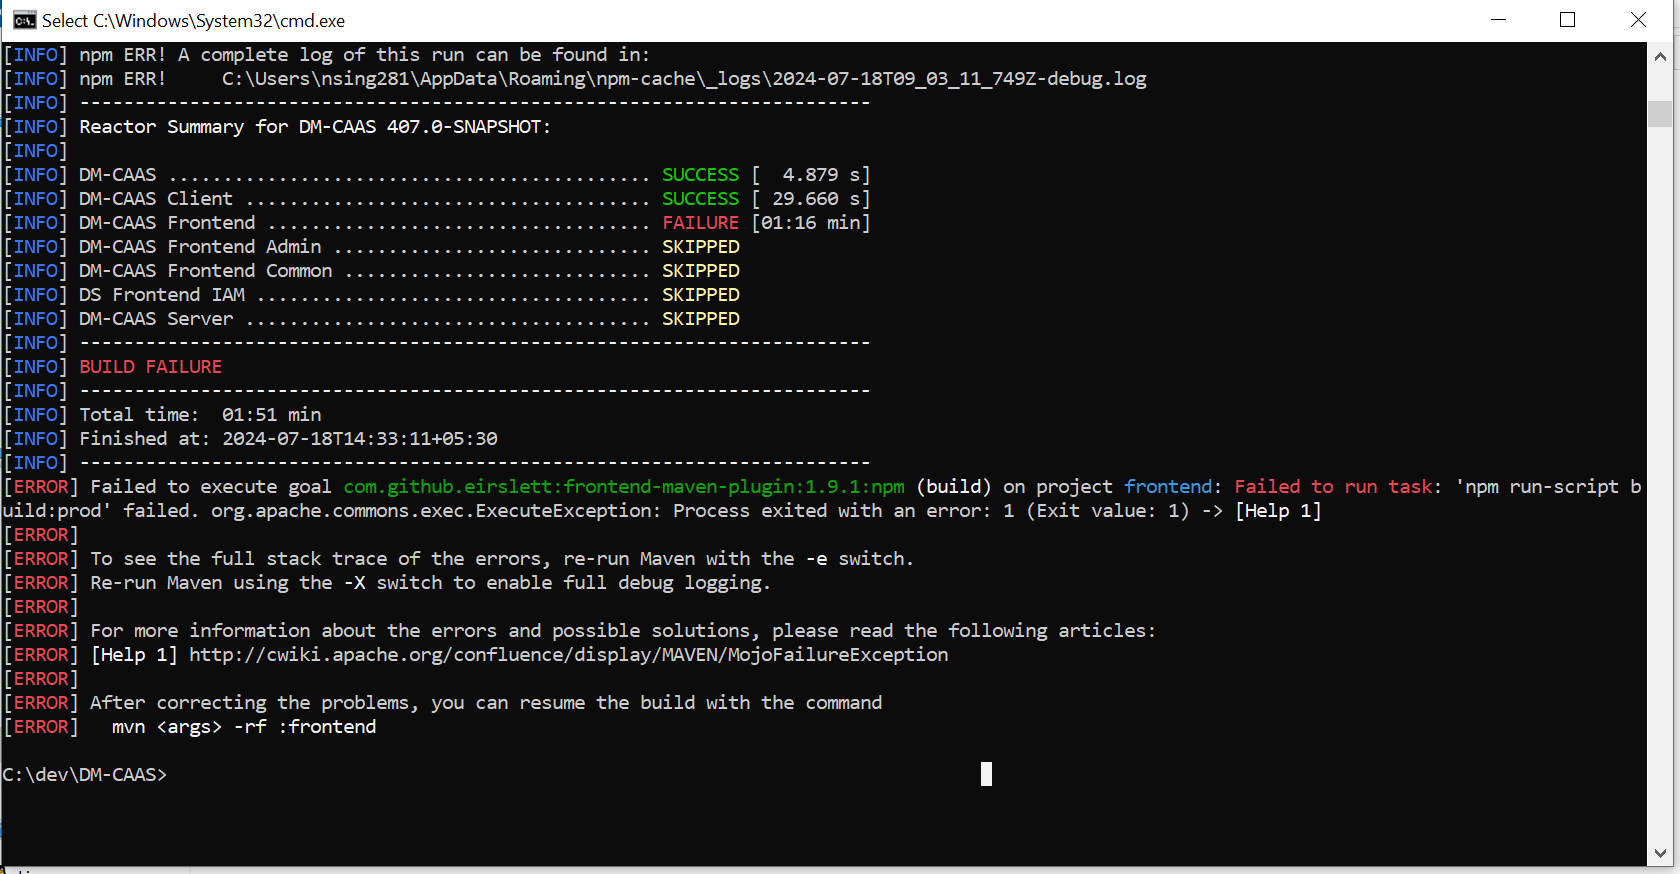 Select C:\Windows\System32\cmd.exe
[INFO] npm ERR! A complete log of this run can be found in:
[INFO] npm ERR!     C:\Users\nsing281\AppData\Roaming\npm-cache\_logs\2024-07-18T09_03_11_749Z-debug.log
[INFO] ------------------------------------------------------------------------
[INFO] Reactor Summary for DM-CAAS 407.0-SNAPSHOT:
[INFO]
[INFO] DM-CAAS ............................................ SUCCESS [  4.879 s]
[INFO] DM-CAAS Client ..................................... SUCCESS [ 29.660 s]
[INFO] DM-CAAS Frontend ................................... FAILURE [01:16 min]
[INFO] DM-CAAS Frontend Admin ............................. SKIPPED
[INFO] DM-CAAS Frontend Common ............................ SKIPPED
[INFO] DS Frontend IAM .................................... SKIPPED
[INFO] DM-CAAS Server ..................................... SKIPPED
[INFO] ------------------------------------------------------------------------
[INFO] BUILD FAILURE
[INFO] ------------------------------------------------------------------------
[INFO] Total time:  01:51 min
[INFO] Finished at: 2024-07-18T14:33:11+05:30
[INFO] ------------------------------------------------------------------------
[ERROR] Failed to execute goal com.github.eirslett:frontend-maven-plugin:1.9.1:npm (build) on project frontend: Failed to run task: 'npm run-script b
uild:prod' failed. org.apache.commons.exec.ExecuteException: Process exited with an error: 1 (Exit value: 1) -> [Help 1]
[ERROR]
[ERROR] To see the full stack trace of the errors, re-run Maven with the -e switch.
[ERROR] Re-run Maven using the -X switch to enable full debug logging.
[ERROR]
[ERROR] For more information about the errors and possible solutions, please read the following articles:
[ERROR] [Help 1] http://cwiki.apache.org/confluence/display/MAVEN/MojoFailureException
[ERROR]
[ERROR] After correcting the problems, you can resume the build with the command
[ERROR]   mvn <args> -rf :frontend
C:\dev\DM-CAAS>